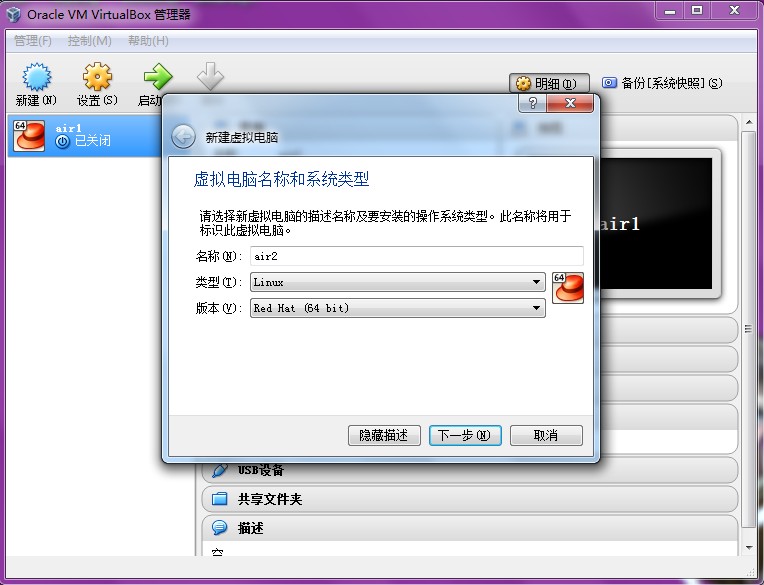 Oracle VM VirtualBox 管理器
管理(F) 控制(M) 帮助(H)
新建(N) 设置(S) 启动
明细(D) 备份[系统快照](S)
64 air1
已关闭
新建虚拟电脑
虚拟电脑名称和系统类型
请选择新虚拟电脑的描述名称及要安装的操作系统类型。此名称将用于
标识此虚拟电脑。
名称(N): air2
类型(T): Linux
64
版本(V): Red Hat (64 bit)
隐藏描述 下一步(N) 取消
air1
USB设备
共享文件夹
描述
空